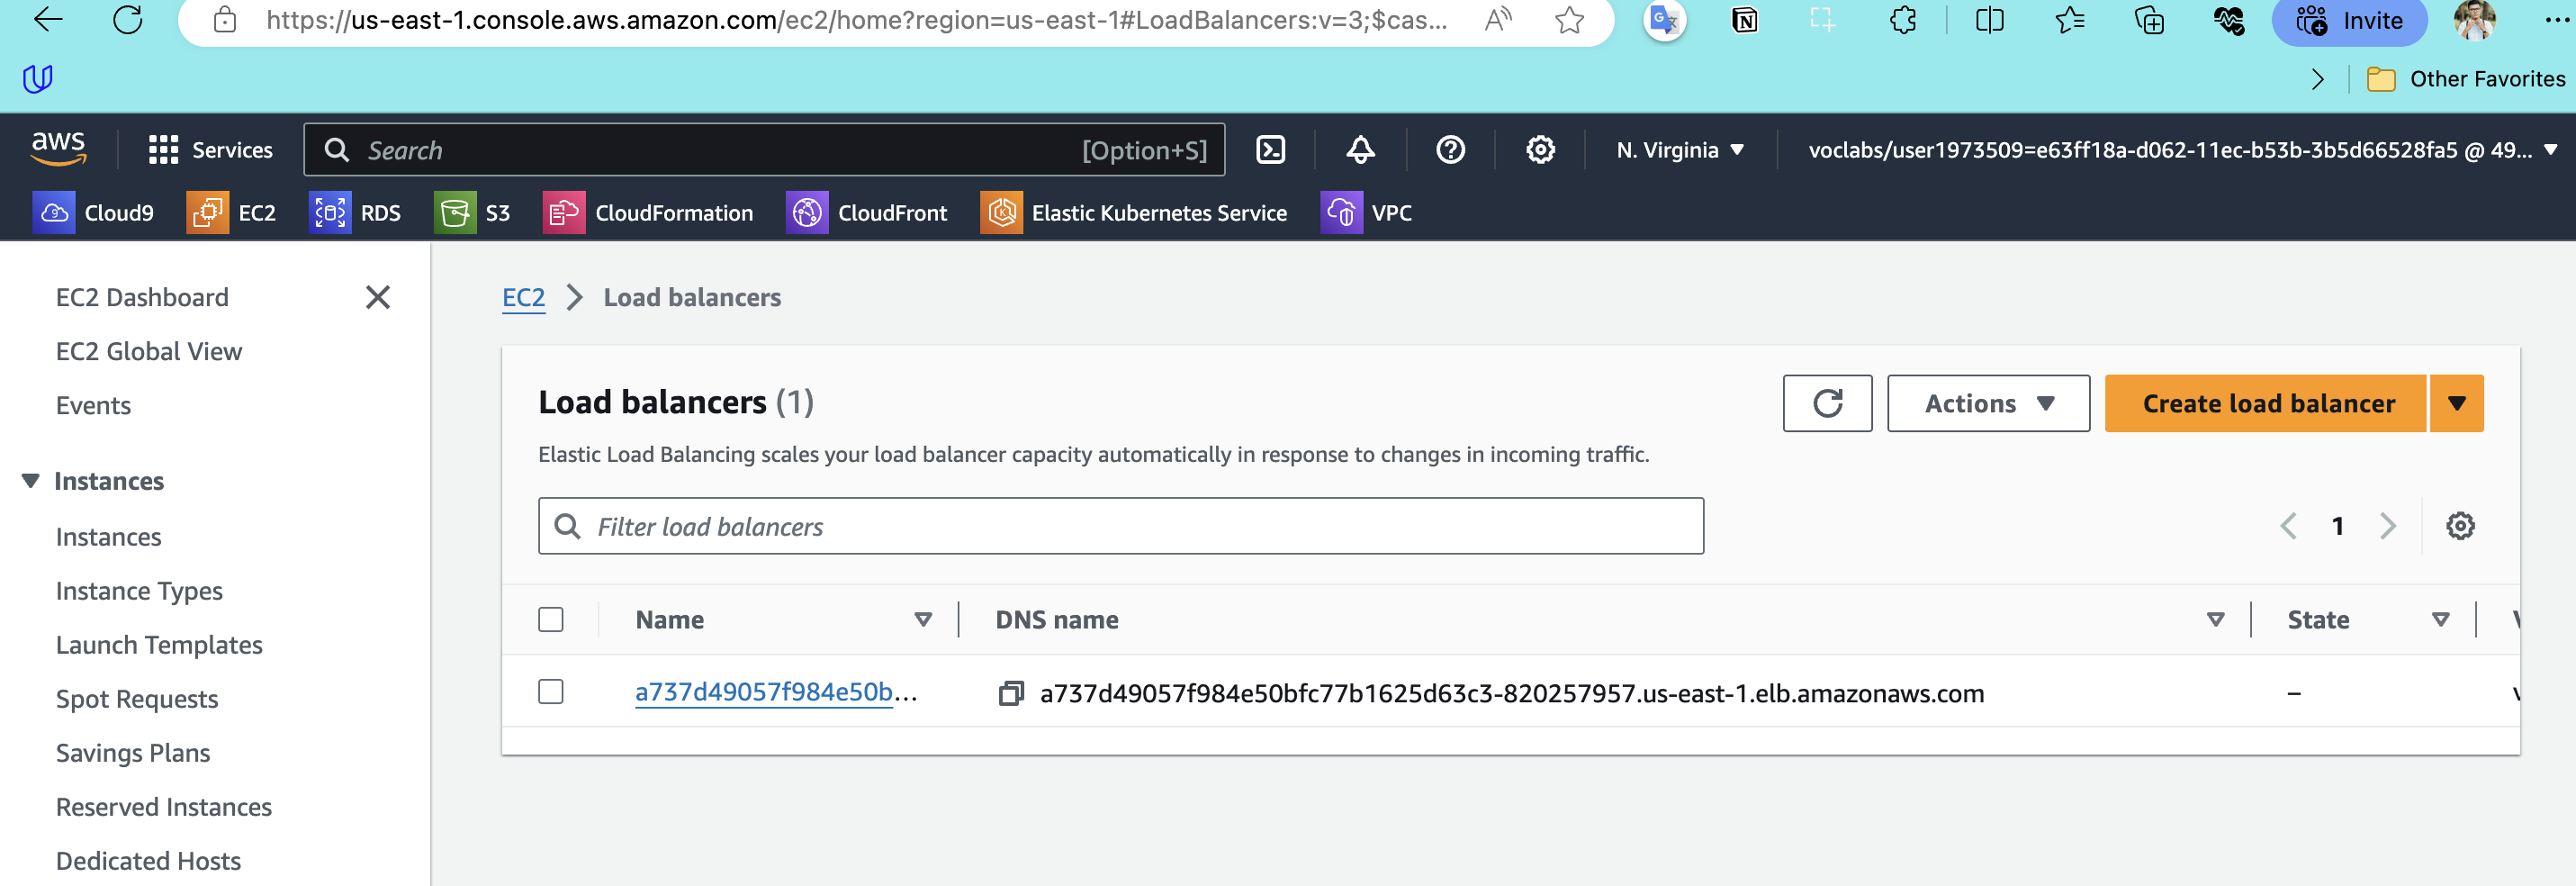 https://us-east-1.console.aws.amazon.com/ec2/home?region=us-east-1#LoadBalancers:v=3;$cas...
Invite
Other Favorites
aws
Services
Search
[Option+S]
N. Virginia
voclabs/user1973509=e63ff18a-d062-11ec-b53b-3b5d66528fa5 @ 49...
Cloud9
EC2
RDS
S3
CloudFormation
CloudFront
Elastic Kubernetes Service
VPC
EC2 Dashboard
EC2 Global View
Events
Instances
Instances
Instance Types
Launch Templates
Spot Requests
Savings Plans
Reserved Instances
Dedicated Hosts
EC2 > Load balancers
Load balancers (1)
Actions
Create load balancer
Elastic Load Balancing scales your load balancer capacity automatically in response to changes in incoming traffic.
Filter load balancers
1
Name
DNS name
State
a737d49057f984e50b...
a737d49057f984e50bfc77b1625d63c3-820257957.us-east-1.elb.amazonaws.com
–